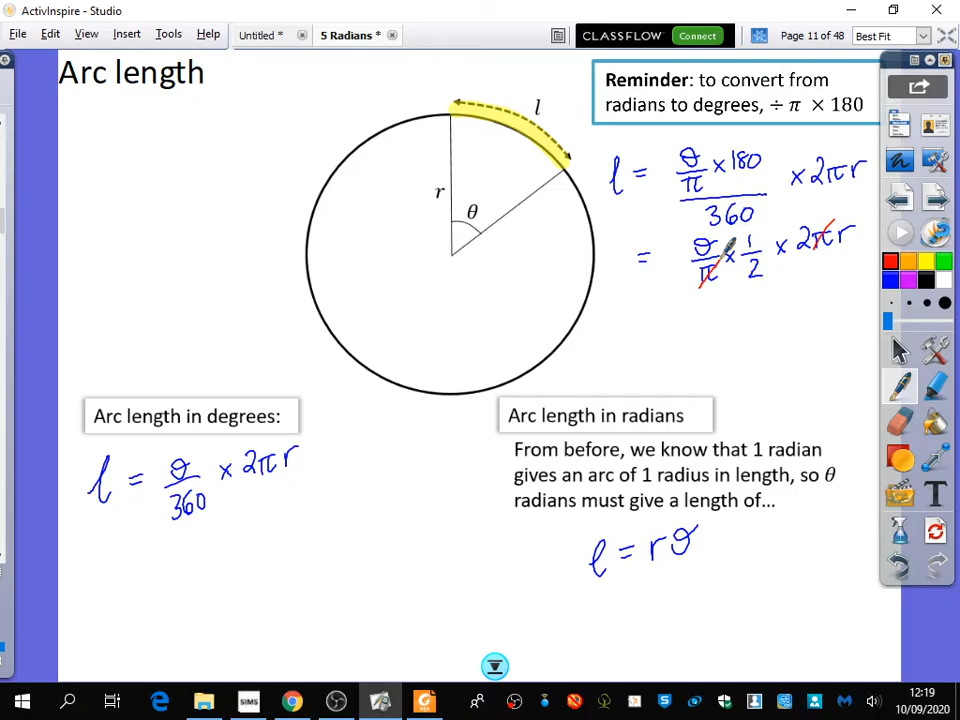 ActivInspire - Studio
File Edit View Insert Tools Help
Untitled *
5 Radians *
CLASSFLOW Connect
Page 11 of 48
Best Fit
Arc length
Reminder: to convert from
radians to degrees, ÷ π × 180
l
r
θ
l = (θ/π × 180)/360 × 2πr
= θ/π × 1/2 × 2πr
Arc length in degrees:
l = θ/360 × 2πr
Arc length in radians
From before, we know that 1 radian
gives an arc of 1 radius in length, so θ
radians must give a length of...
l = rθ
SIMS
12:19
10/09/2020